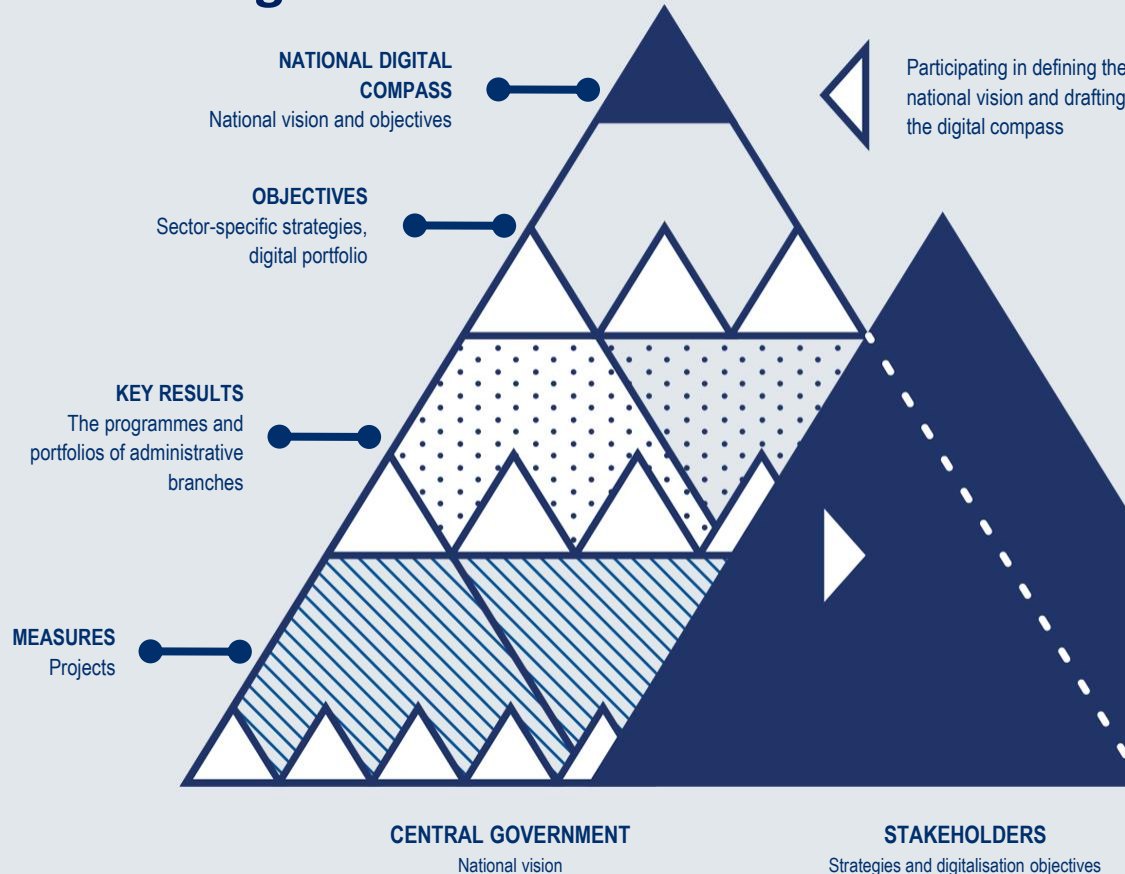 NATIONAL DIGITAL
COMPASS
National vision and objectives
Participating in defining the
national vision and drafting
the digital compass
OBJECTIVES
Sector-specific strategies,
digital portfolio
KEY RESULTS
The programmes and
portfolios of administrative
branches
MEASURES
Projects
CENTRAL GOVERNMENT
National vision
STAKEHOLDERS
Strategies and digitalisation objectives